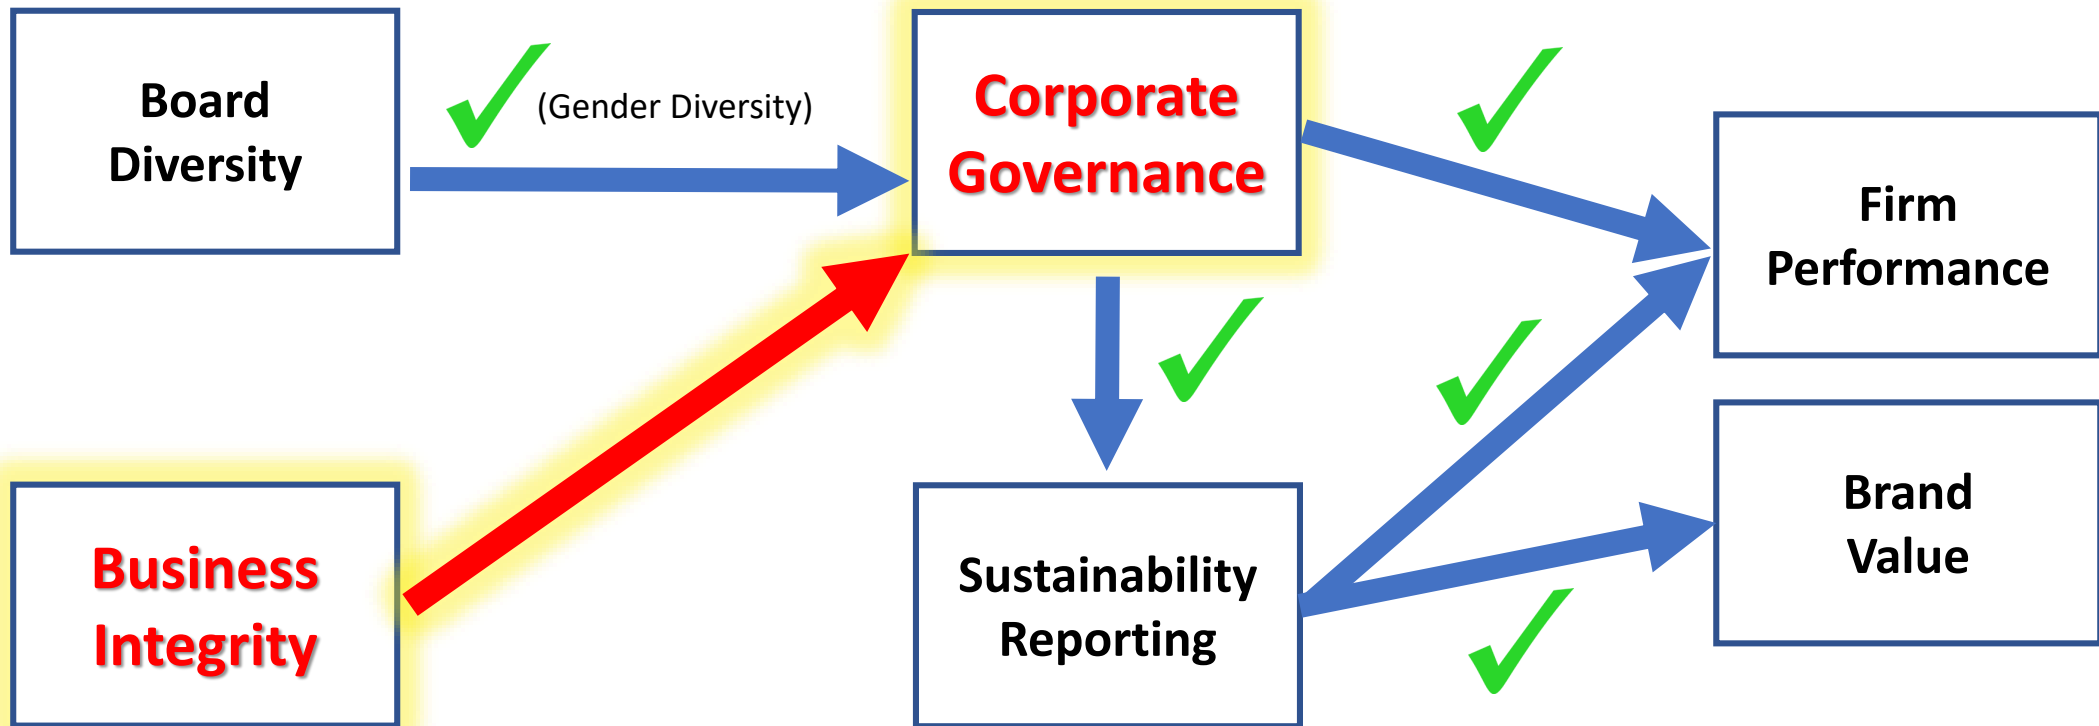 Board
Diversity
(Gender Diversity)
Corporate
Governance
Firm
Performance
Business
Integrity
Sustainability
Reporting
Brand
Value